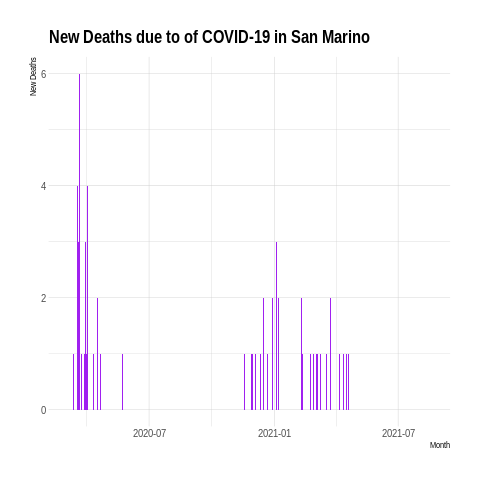 New Deaths due to of COVID-19 in San Marino
New Deaths
6
4
2
0
2020-07 2021-01 2021-07
Month